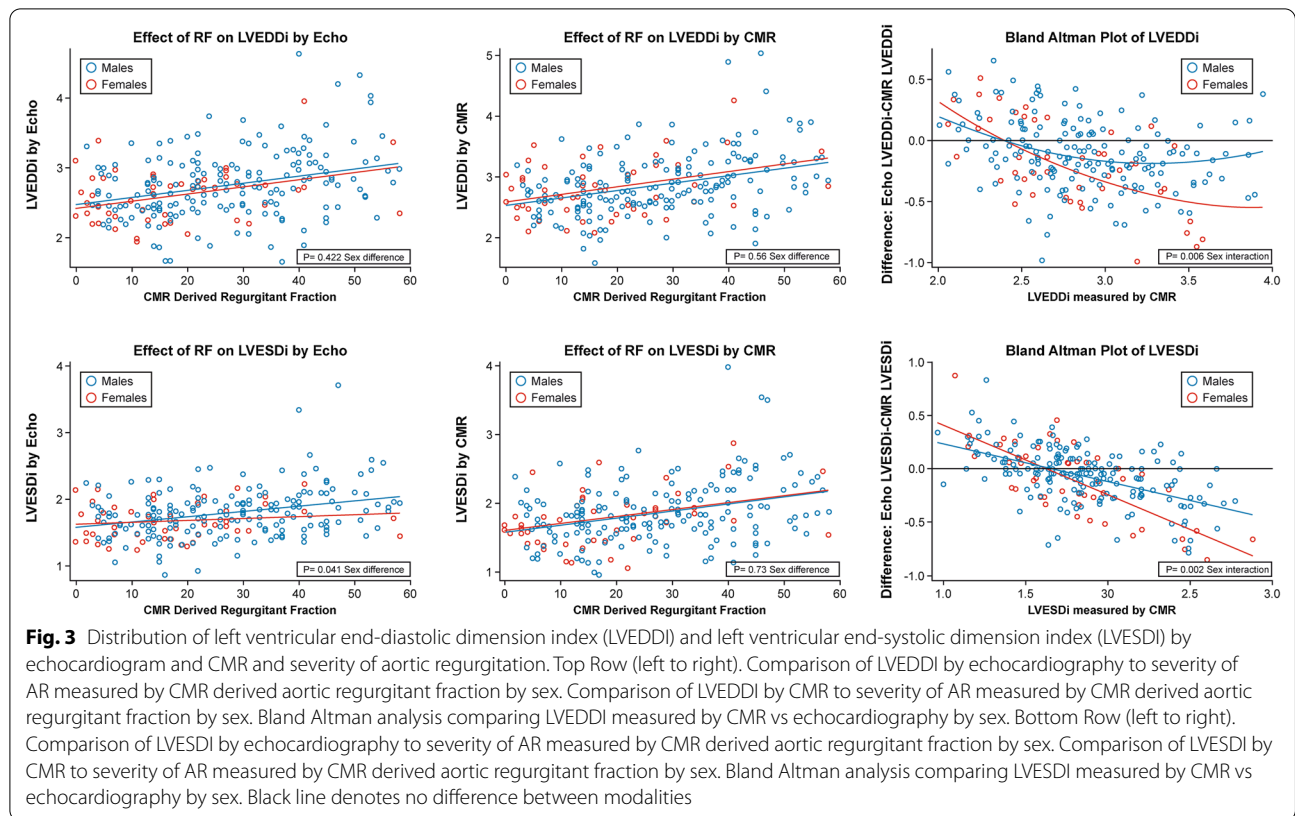 Effect of RF on LVEDDi by Echo
Males
Females
4
3
2
LVEDDi by Echo
0 10 20 30 40 50 60
P= 0.422 Sex difference
CMR Derived Regurgitant Fraction
Effect of RF on LVEDDi by CMR
Males
Females
5
4
3
2
LVEDDi by CMR
0 10 20 30 40 50 60
P= 0.56 Sex difference
CMR Derived Regurgitant Fraction
Bland Altman Plot of LVEDDi
Males
Females
0.5
0.0
-0.5
-1.0
Difference: Echo LVEDDi-CMR LVEDDi
2.0 2.5 3.0 3.5 4.0
P= 0.006 Sex interaction
LVEDDi measured by CMR
Effect of RF on LVESDi by Echo
Males
Females
4
3
2
1
LVESDi by Echo
0 10 20 30 40 50 60
P= 0.041 Sex difference
CMR Derived Regurgitant Fraction
Effect of RF on LVESDi by CMR
Males
Females
4
3
2
1
LVESDi by CMR
0 10 20 30 40 50 60
P= 0.73 Sex difference
CMR Derived Regurgitant Fraction
Bland Altman Plot of LVESDi
Males
Females
1.0
0.5
0.0
-0.5
-1.0
Difference: Echo LVESDi-CMR LVESDi
1.0 1.5 2.0 2.5 3.0
P= 0.002 Sex interaction
LVESDi measured by CMR
Fig. 3 Distribution of left ventricular end-diastolic dimension index (LVEDDI) and left ventricular end-systolic dimension index (LVESDI) by
echocardiogram and CMR and severity of aortic regurgitation. Top Row (left to right). Comparison of LVEDDI by echocardiography to severity of
AR measured by CMR derived aortic regurgitant fraction by sex. Comparison of LVEDDI by CMR to severity of AR measured by CMR derived aortic
regurgitant fraction by sex. Bland Altman analysis comparing LVEDDI measured by CMR vs echocardiography by sex. Bottom Row (left to right).
Comparison of LVESDI by echocardiography to severity of AR measured by CMR derived aortic regurgitant fraction by sex. Comparison of LVESDI by
CMR to severity of AR measured by CMR derived aortic regurgitant fraction by sex. Bland Altman analysis comparing LVESDI measured by CMR vs
echocardiography by sex. Black line denotes no difference between modalities